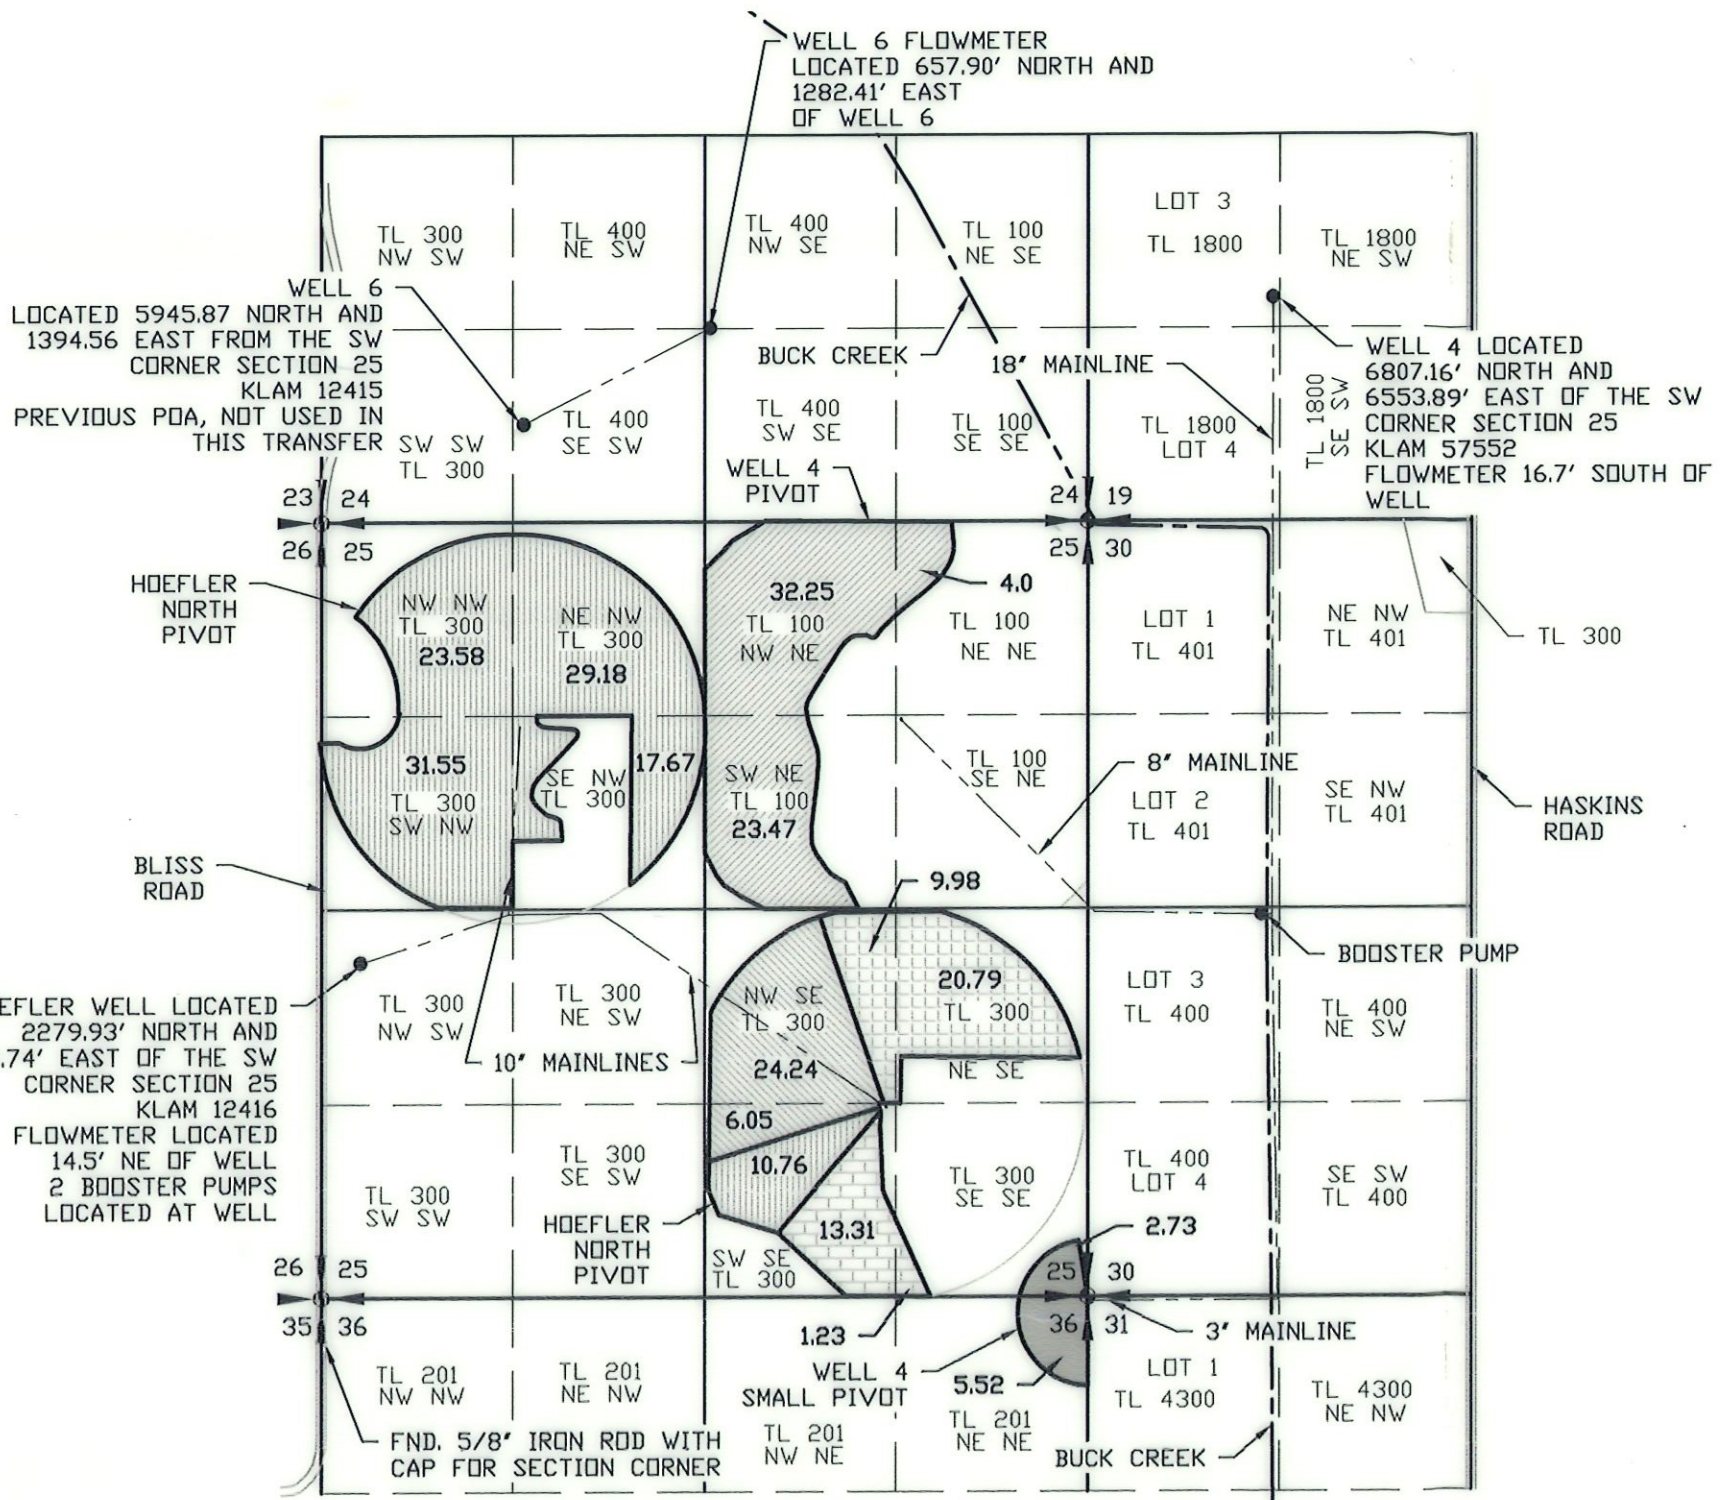 WELL 6 FLOWMETER
LOCATED 657.90' NORTH AND
1282.41' EAST
OF WELL 6
TL 300
NW SW
TL 400
NE SW
TL 400
NW SE
TL 100
NE SE
LOT 3
TL 1800
TL 1800
NE SW
WELL 6
LOCATED 5945.87 NORTH AND
1394.56 EAST FROM THE SW
CORNER SECTION 25
KLAM 12415
PREVIOUS POA, NOT USED IN
THIS TRANSFER
SW SW
TL 300
TL 400
SE SW
BUCK CREEK
TL 400
SW SE
TL 100
SE SE
18" MAINLINE
TL 1800
LOT 4
TL 1800
SE SW
WELL 4 LOCATED
6807.16' NORTH AND
6553.89' EAST OF THE SW
CORNER SECTION 25
KLAM 57552
FLOWMETER 16.7' SOUTH OF
WELL
WELL 4
PIVOT
23 24
26 25
24 19
25 30
HOEFLER
NORTH
PIVOT
NW NW
TL 300
23.58
NE NW
TL 300
29.18
32.25
TL 100
NW NE
4.0
TL 100
NE NE
LOT 1
TL 401
NE NW
TL 401
TL 300
31.55
TL 300
SW NW
SE NW
TL 300
17.67
SW NE
TL 100
23.47
TL 100
SE NE
8" MAINLINE
LOT 2
TL 401
SE NW
TL 401
HASKINS
ROAD
BLISS
ROAD
9.98
BOOSTER PUMP
EFLER WELL LOCATED
2279.93' NORTH AND
.74' EAST OF THE SW
CORNER SECTION 25
KLAM 12416
FLOWMETER LOCATED
14.5' NE OF WELL
2 BOOSTER PUMPS
LOCATED AT WELL
TL 300
NW SW
TL 300
NE SW
10" MAINLINES
NW SE
TL 300
24.24
20.79
TL 300
NE SE
LOT 3
TL 400
TL 400
NE SW
6.05
10.76
13.31
TL 300
SW SW
TL 300
SE SW
HOEFLER
NORTH
PIVOT
SW SE
TL 300
TL 300
SE SE
TL 400
LOT 4
SE SW
TL 400
2.73
26 25
35 36
25 30
36 31
1.23
WELL 4
SMALL PIVOT
5.52
3" MAINLINE
TL 201
NW NW
TL 201
NE NW
TL 201
NW NE
TL 201
NE NE
LOT 1
TL 4300
TL 4300
NE NW
BUCK CREEK
FND. 5/8" IRON ROD WITH
CAP FOR SECTION CORNER